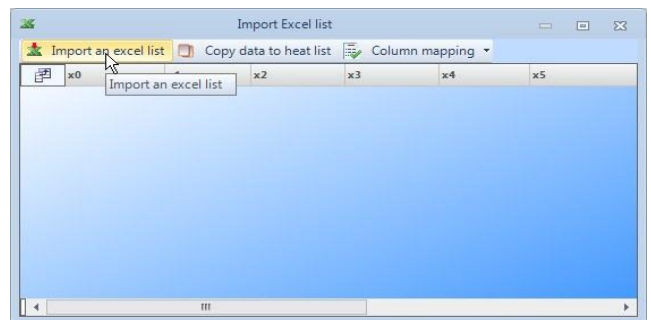 Import Excel list
Import an excel list Copy data to heat list Column mapping
x0 x2 x3 x4 x5
Import an excel list